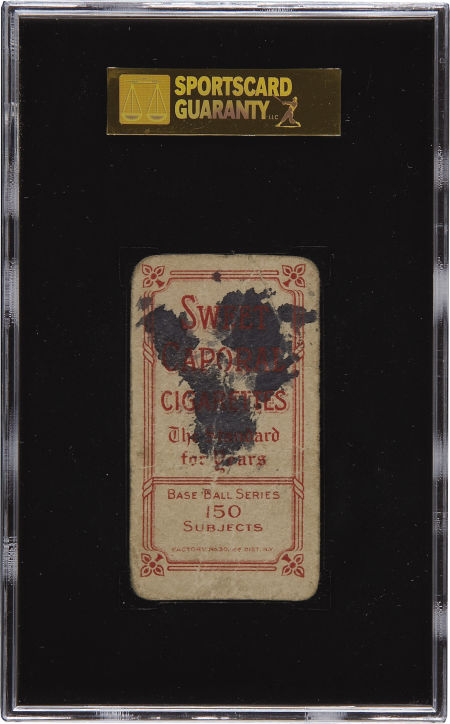 SPORTSCARD
GUARANTY LLC
SWEET
CAPORAL
CIGARETTES
The Standard
for Years
BASE BALL SERIES
150
SUBJECTS
FACTORY No. 30, 2d DIST. N.Y.